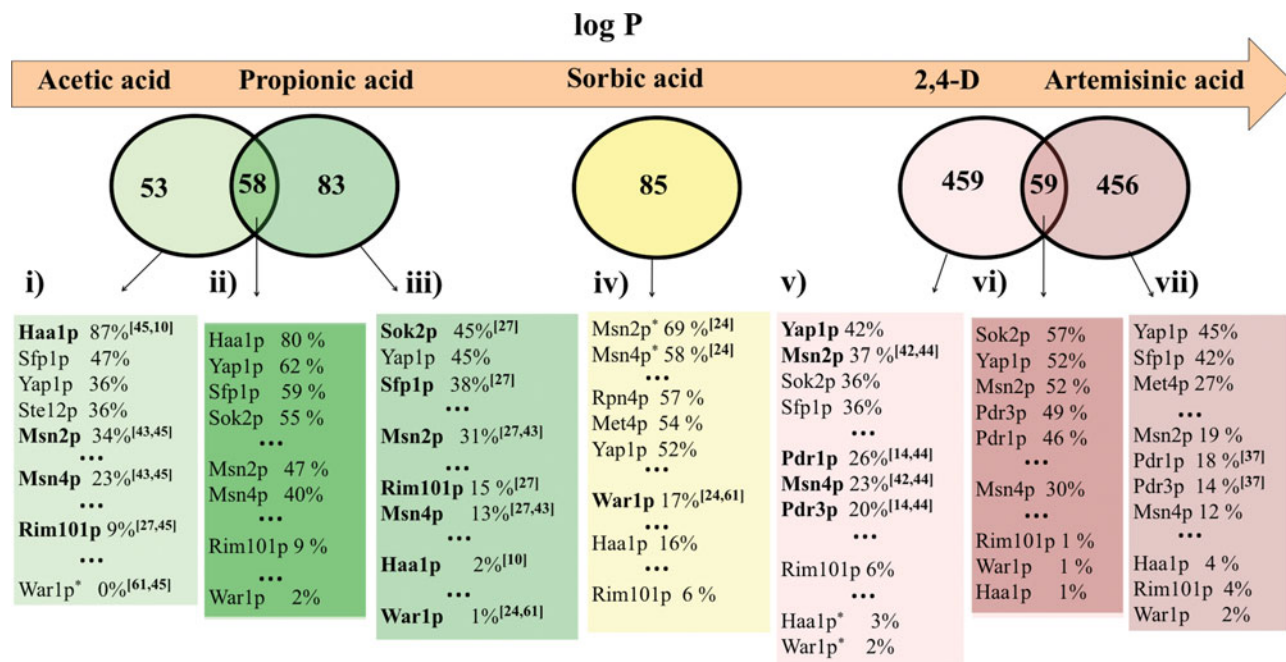 log P
Acetic acid
Propionic acid
Sorbic acid
2,4-D
Artemisinic acid
53
58
83
85
459
59
456
i)
Haa1p 87%[45,10]
Sfp1p 47%
Yap1p 36%
Ste12p 36%
Msn2p 34%[43,45]
...
Msn4p 23%[43,45]
...
Rim101p 9%[27,45]
...
War1p* 0%[61,45]
ii)
Haa1p 80 %
Yap1p 62 %
Sfp1p 59 %
Sok2p 55 %
...
Msn2p 47 %
Msn4p 40%
...
Rim101p 9 %
...
War1p 2%
iii)
Sok2p 45%[27]
Yap1p 45%
Sfp1p 38%[27]
...
Msn2p 31%[27,43]
...
Rim101p 15 %[27]
Msn4p 13%[27,43]
...
Haa1p 2%[10]
...
War1p 1%[24,61]
iv)
Msn2p* 69 %[24]
Msn4p* 58 %[24]
...
Rpn4p 57 %
Met4p 54 %
Yap1p 52%
...
War1p 17%[24,61]
...
Haa1p 16%
...
Rim101p 6 %
v)
Yap1p 42%
Msn2p 37 %[42,44]
Sok2p 36%
Sfp1p 36%
...
Pdr1p 26%[14,44]
Msn4p 23%[42,44]
Pdr3p 20%[14,44]
...
Rim101p 6%
...
Haa1p* 3%
War1p* 2%
vi)
Sok2p 57%
Yap1p 52%
Msn2p 52 %
Pdr3p 49 %
Pdr1p 46 %
...
Msn4p 30%
...
Rim101p 1 %
War1p 1 %
Haa1p 1%
vii)
Yap1p 45%
Sfp1p 42%
Met4p 27%
...
Msn2p 19 %
Pdr1p 18 %[37]
Pdr3p 14 %[37]
Msn4p 12 %
...
Haa1p 4 %
Rim101p 4%
War1p 2%